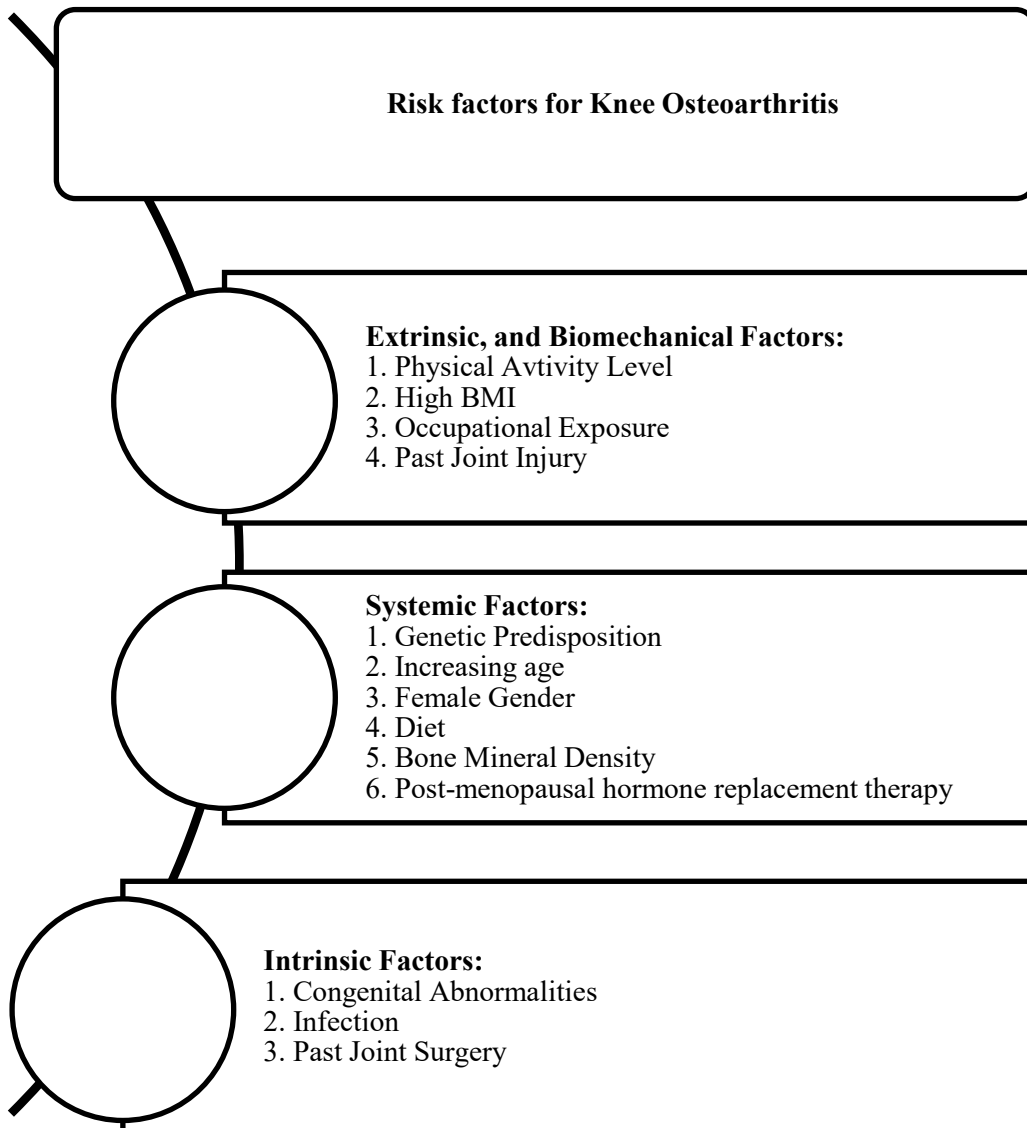 Risk factors for Knee Osteoarthritis
Extrinsic, and Biomechanical Factors:
1. Physical Avtivity Level
2. High BMI
3. Occupational Exposure
4. Past Joint Injury
Systemic Factors:
1. Genetic Predisposition
2. Increasing age
3. Female Gender
4. Diet
5. Bone Mineral Density
6. Post-menopausal hormone replacement therapy
Intrinsic Factors:
1. Congenital Abnormalities
2. Infection
3. Past Joint Surgery